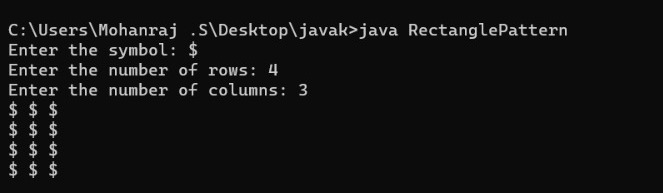 C:\Users\Mohanraj .S\Desktop\javak>java RectanglePattern
Enter the symbol: $
Enter the number of rows: 4
Enter the number of columns: 3
$ $ $
$ $ $
$ $ $
$ $ $